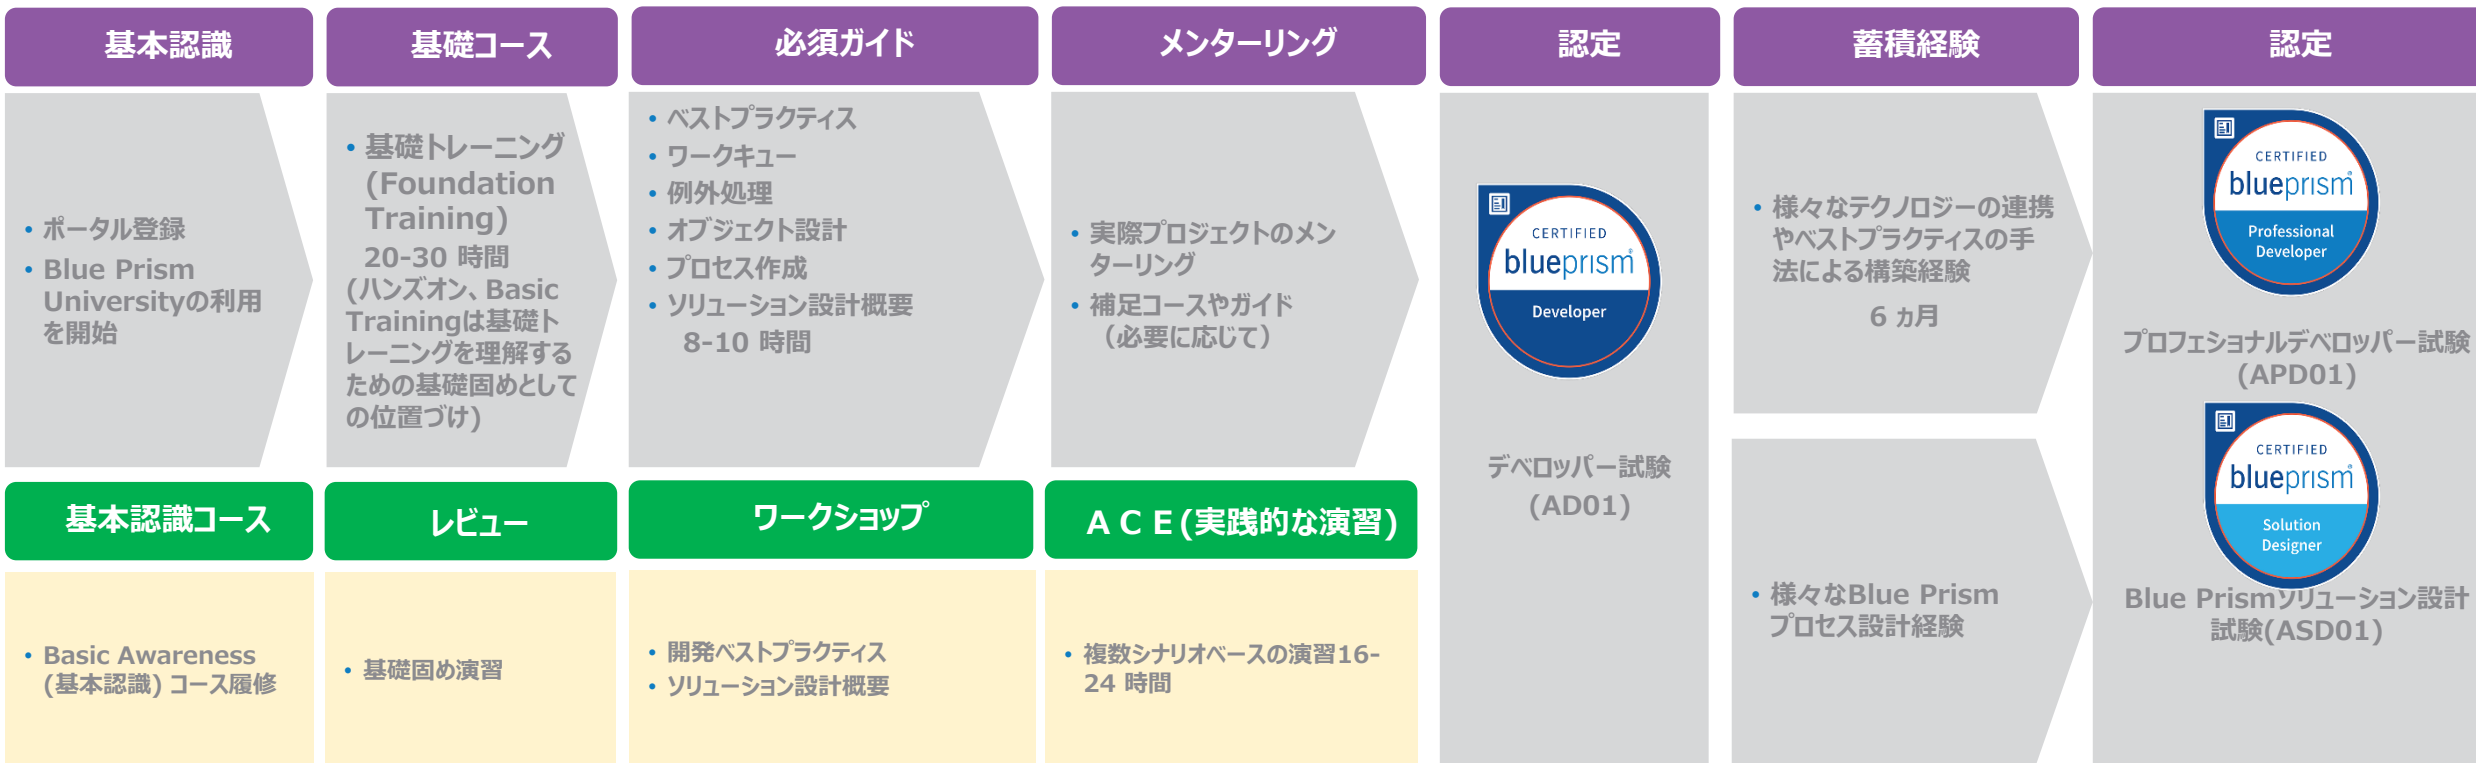 基本認識
基礎コース
必須ガイド
メンターリング
認定
蓄積経験
認定
• ポータル登録
• Blue Prism
Universityの利用
を開始
• 基礎トレーニング
(Foundation
Training)
20-30 時間
(ハンズオン、Basic
Trainingは基礎ト
レーニングを理解する
ための基礎固めとして
の位置づけ)
• ベストプラクティス
• ワークキュー
• 例外処理
• オブジェクト設計
• プロセス作成
• ソリューション設計概要
8-10 時間
• 実際プロジェクトのメン
ターリング
• 補足コースやガイド
（必要に応じて）
CERTIFIED
blueprism®
Developer
デベロッパー試験
(AD01)
• 様々なテクノロジーの連携
やベストプラクティスの手
法による構築経験
6 ヵ月
• 様々なBlue Prism
プロセス設計経験
CERTIFIED
blueprism®
Professional
Developer
プロフェショナルデベロッパー試験
(APD01)
CERTIFIED
blueprism®
Solution
Designer
Blue Prismソリューション設計
試験(ASD01)
基本認識コース
レビュー
ワークショップ
ＡＣＥ(実践的な演習)
• Basic Awareness
(基本認識) コース履修
• 基礎固め演習
• 開発ベストプラクティス
• ソリューション設計概要
• 複数シナリオベースの演習16-
24 時間